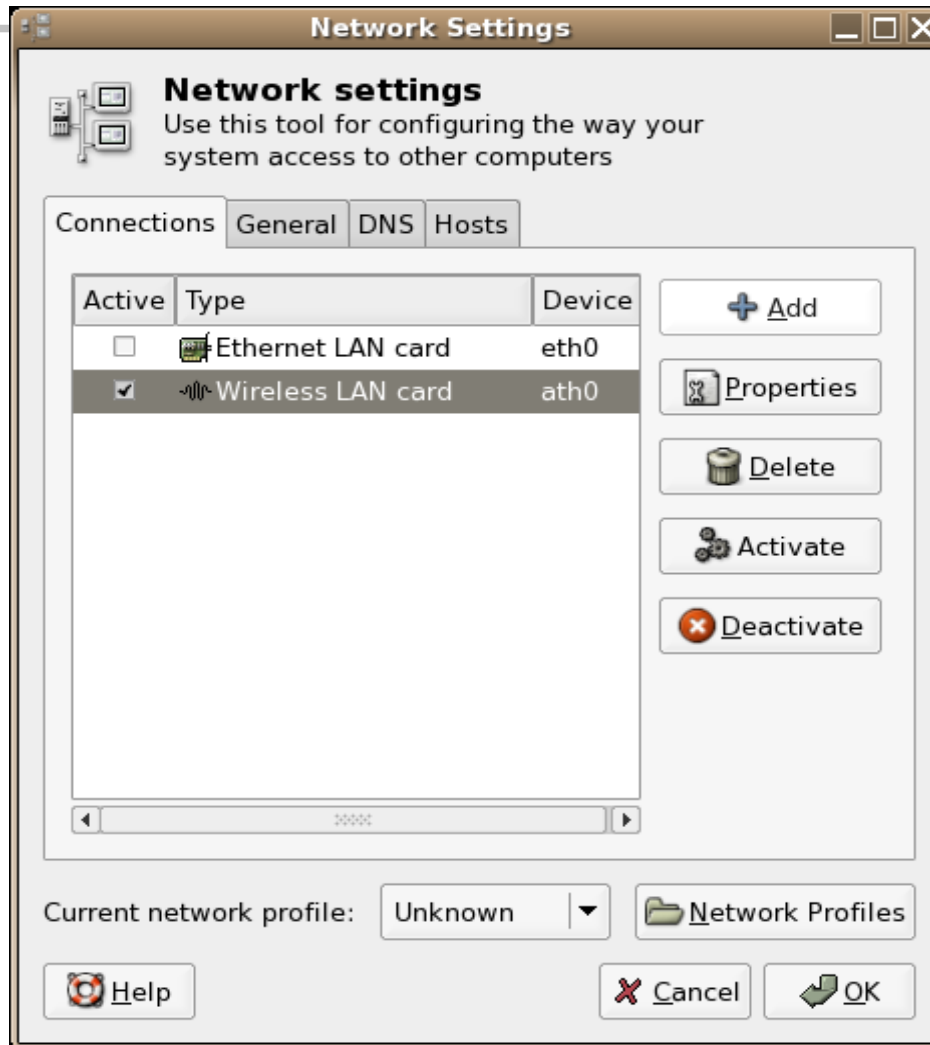 Network Settings
Network settings
Use this tool for configuring the way your
system access to other computers
Connections General DNS Hosts
Active Type Device
Ethernet LAN card eth0
Wireless LAN card ath0
Add
Properties
Delete
Activate
Deactivate
Current network profile: Unknown Network Profiles
Help Cancel OK